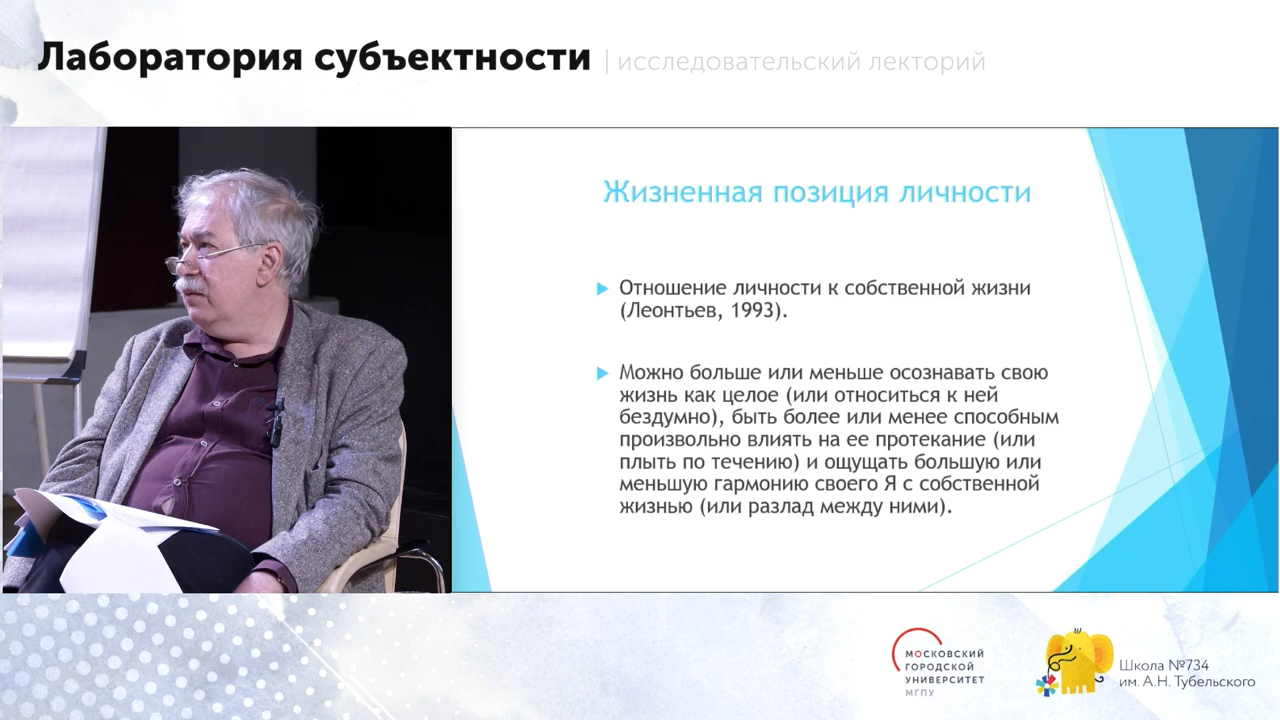 Лаборатория субъектности | исследовательский лекторий
Жизненная позиция личности
Отношение личности к собственной жизни
(Леонтьев, 1993).
Можно больше или меньше осознавать свою
жизнь как целое (или относиться к ней
бездумно), быть более или менее способным
произвольно влиять на ее протекание (или
плыть по течению) и ощущать большую или
меньшую гармонию своего Я с собственной
жизнью (или разлад между ними).
МОСКОВСКИЙ
ГОРОДСКОЙ
УНИВЕРСИТЕТ
МГПУ
Школа №734
им. А.Н. Тубельского